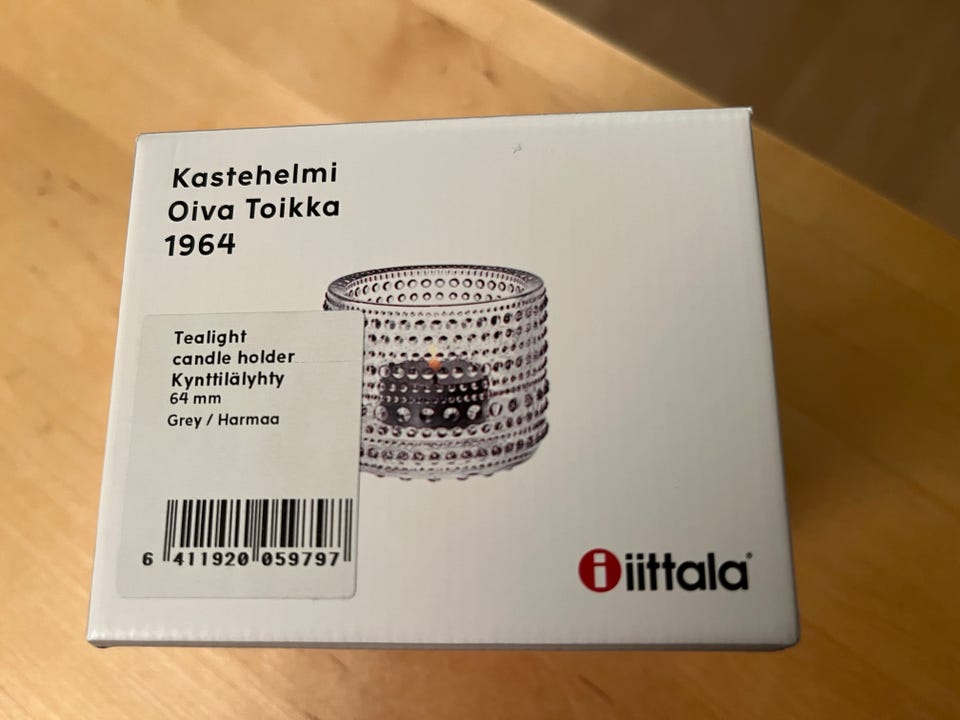 Kastehelmi
Oiva Toikka
1964
Tealight
candle holder
Kynttilälyhty
64 mm
Grey / Harmaa
6 411920 059797
i iittala